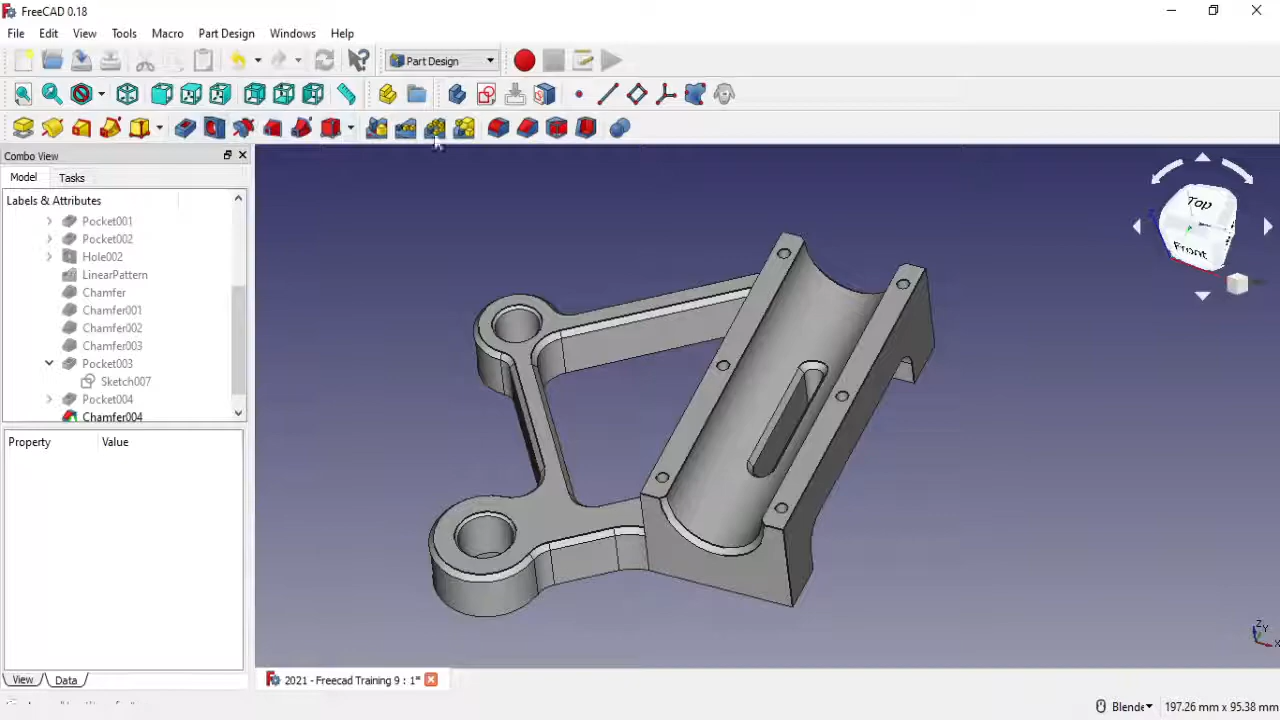 FreeCAD 0.18
File Edit View Tools Macro Part Design Windows Help
Part Design
Combo View
Model Tasks
Labels & Attributes
Pocket001
Pocket002
Hole002
LinearPattern
Chamfer
Chamfer001
Chamfer002
Chamfer003
Pocket003
Sketch007
Pocket004
Chamfer004
Property Value
Top
Front
View Data
2021 - Freecad Training 9 : 1*
Blende
197.26 mm x 95.38 mm